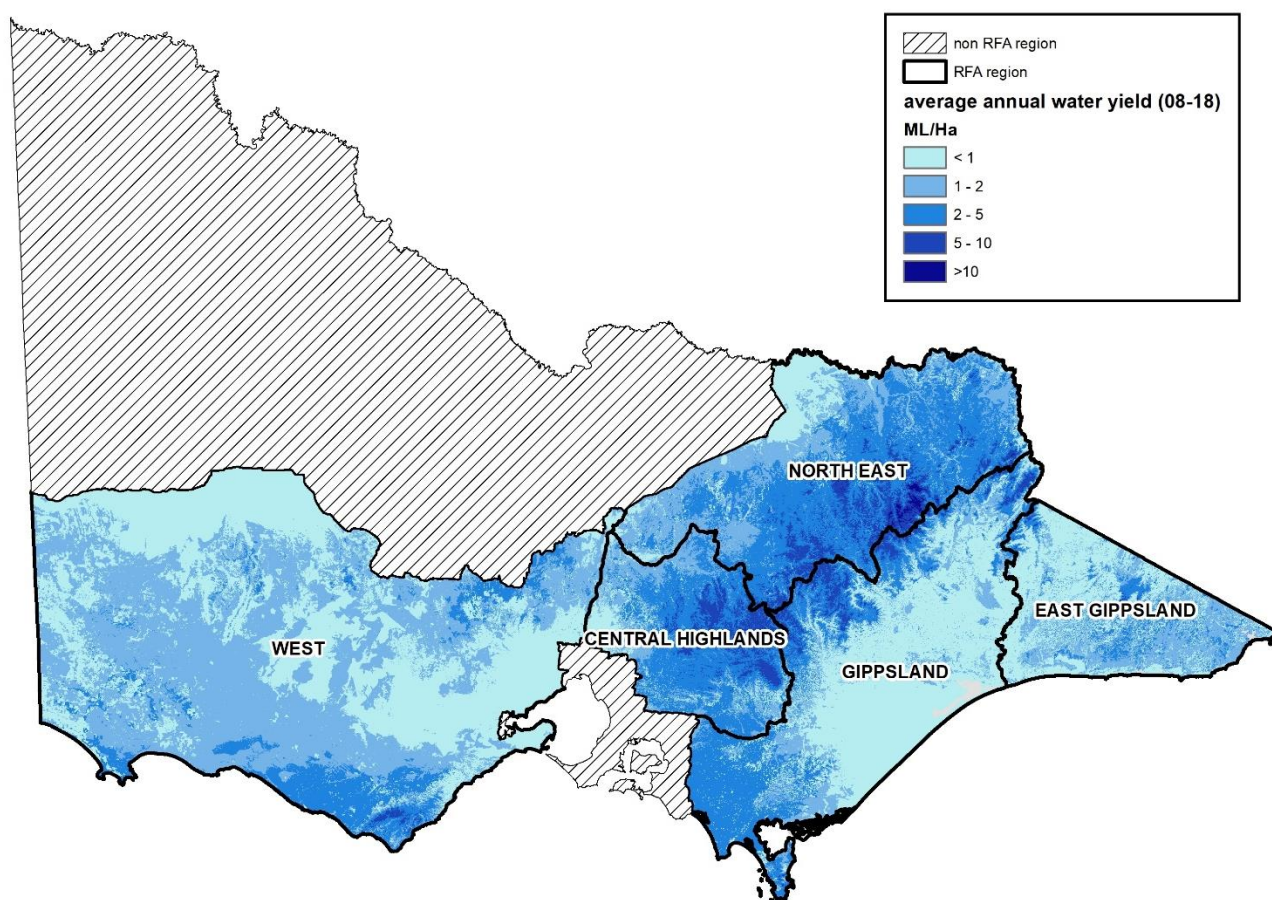 non RFA region
RFA region
average annual water yield (08-18)
ML/Ha
< 1
1 - 2
2 - 5
5 - 10
>10
NORTH EAST
EAST GIPPSLAND
CENTRAL HIGHLANDS
WEST
GIPPSLAND